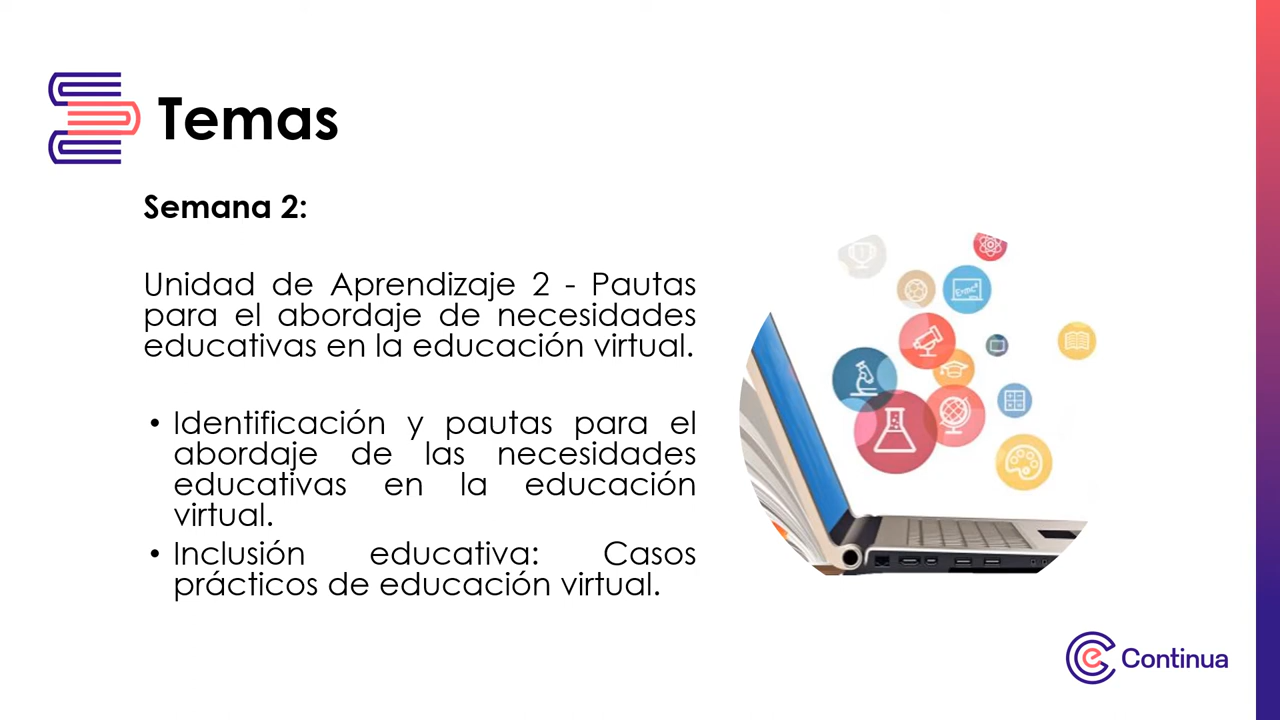 Temas
Semana 2:
Unidad de Aprendizaje 2 - Pautas
para el abordaje de necesidades
educativas en la educación virtual.
• Identificación y pautas para el
abordaje de las necesidades
educativas en la educación
virtual.
• Inclusión educativa: Casos
prácticos de educación virtual.
e Continua